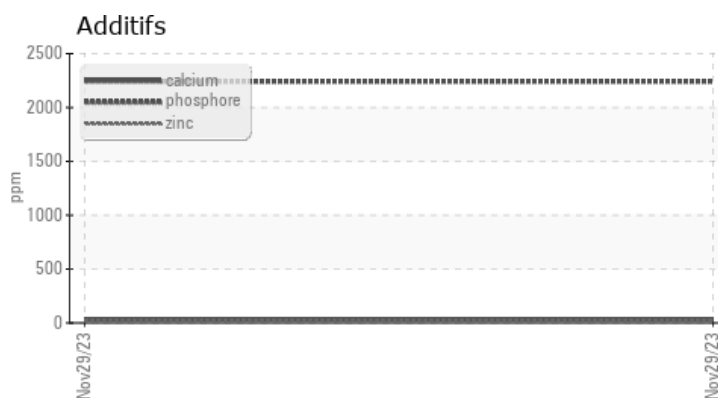 Additifs
2500
2000
1500
1000
500
0
ppm
calcium
phosphore
zinc
Nov29/23
Nov29/23